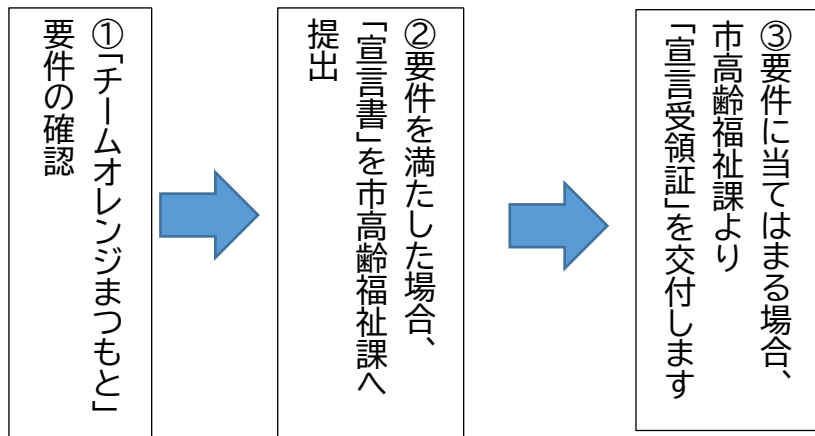 ①「チームオレンジまつもと」
要件の確認
②要件を満たした場合、
「宣言書」を市高齢福祉課へ
提出
③要件に当てはまる場合、
市高齢福祉課より
「宣言受領証」を交付します